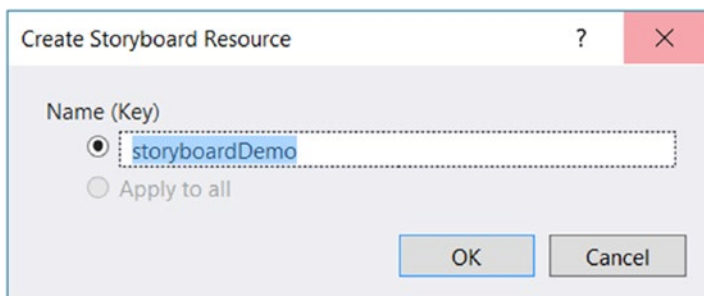 Create Storyboard Resource ?
Name (Key)
storyboardDemo
Apply to all
OK Cancel